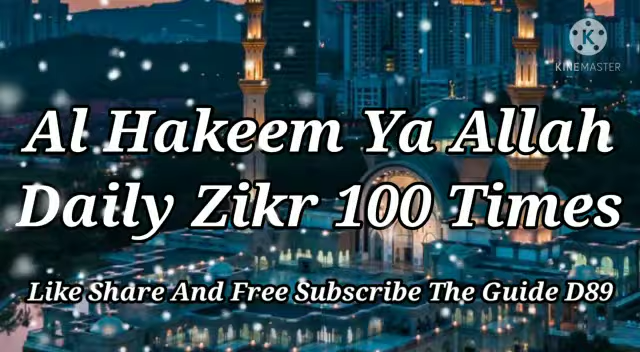 KINEMASTER
Al Hakeem Ya Allah
Daily Zikr 100 Times
Like Share And Free Subscribe The Guide D89